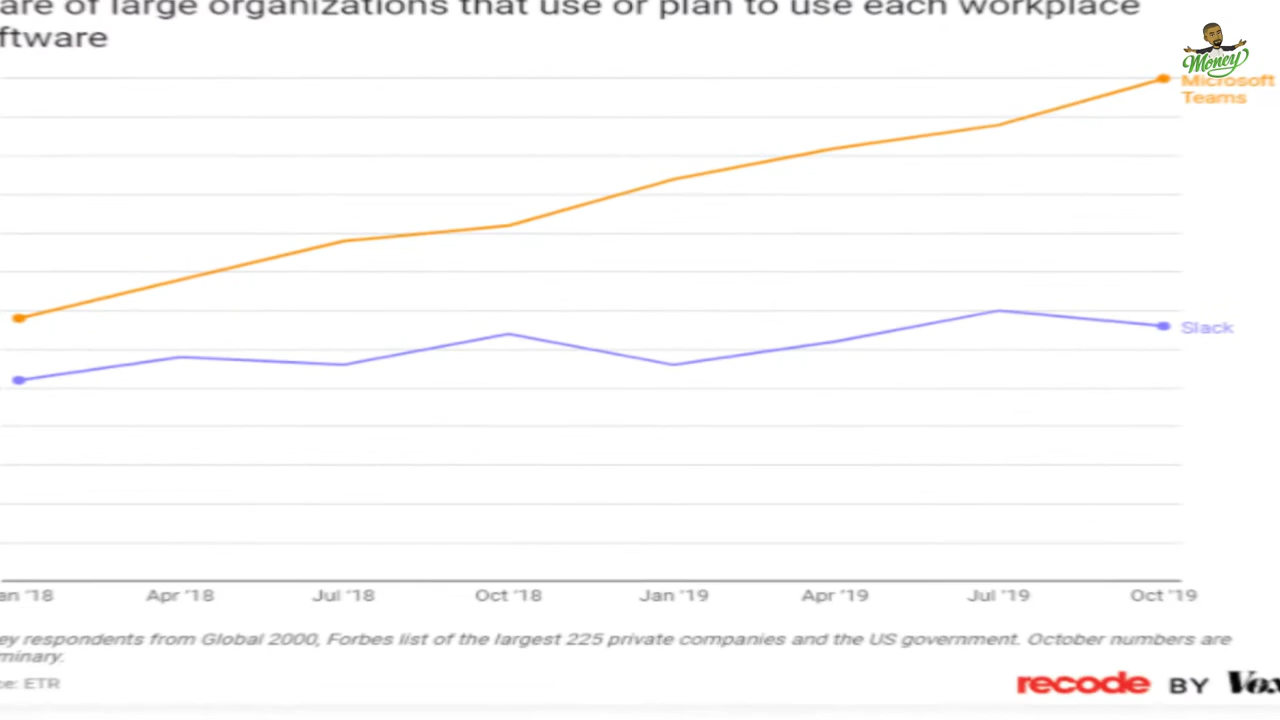 are of large organizations that use or plan to use each workplace
ftware
Money
Microsoft
Teams
Slack
an '18 Apr '18 Jul '18 Oct '18 Jan '19 Apr '19 Jul '19 Oct '19
ey respondents from Global 2000, Forbes list of the largest 225 private companies and the US government. October numbers are
minary.
ce: ETR
recode BY Vox